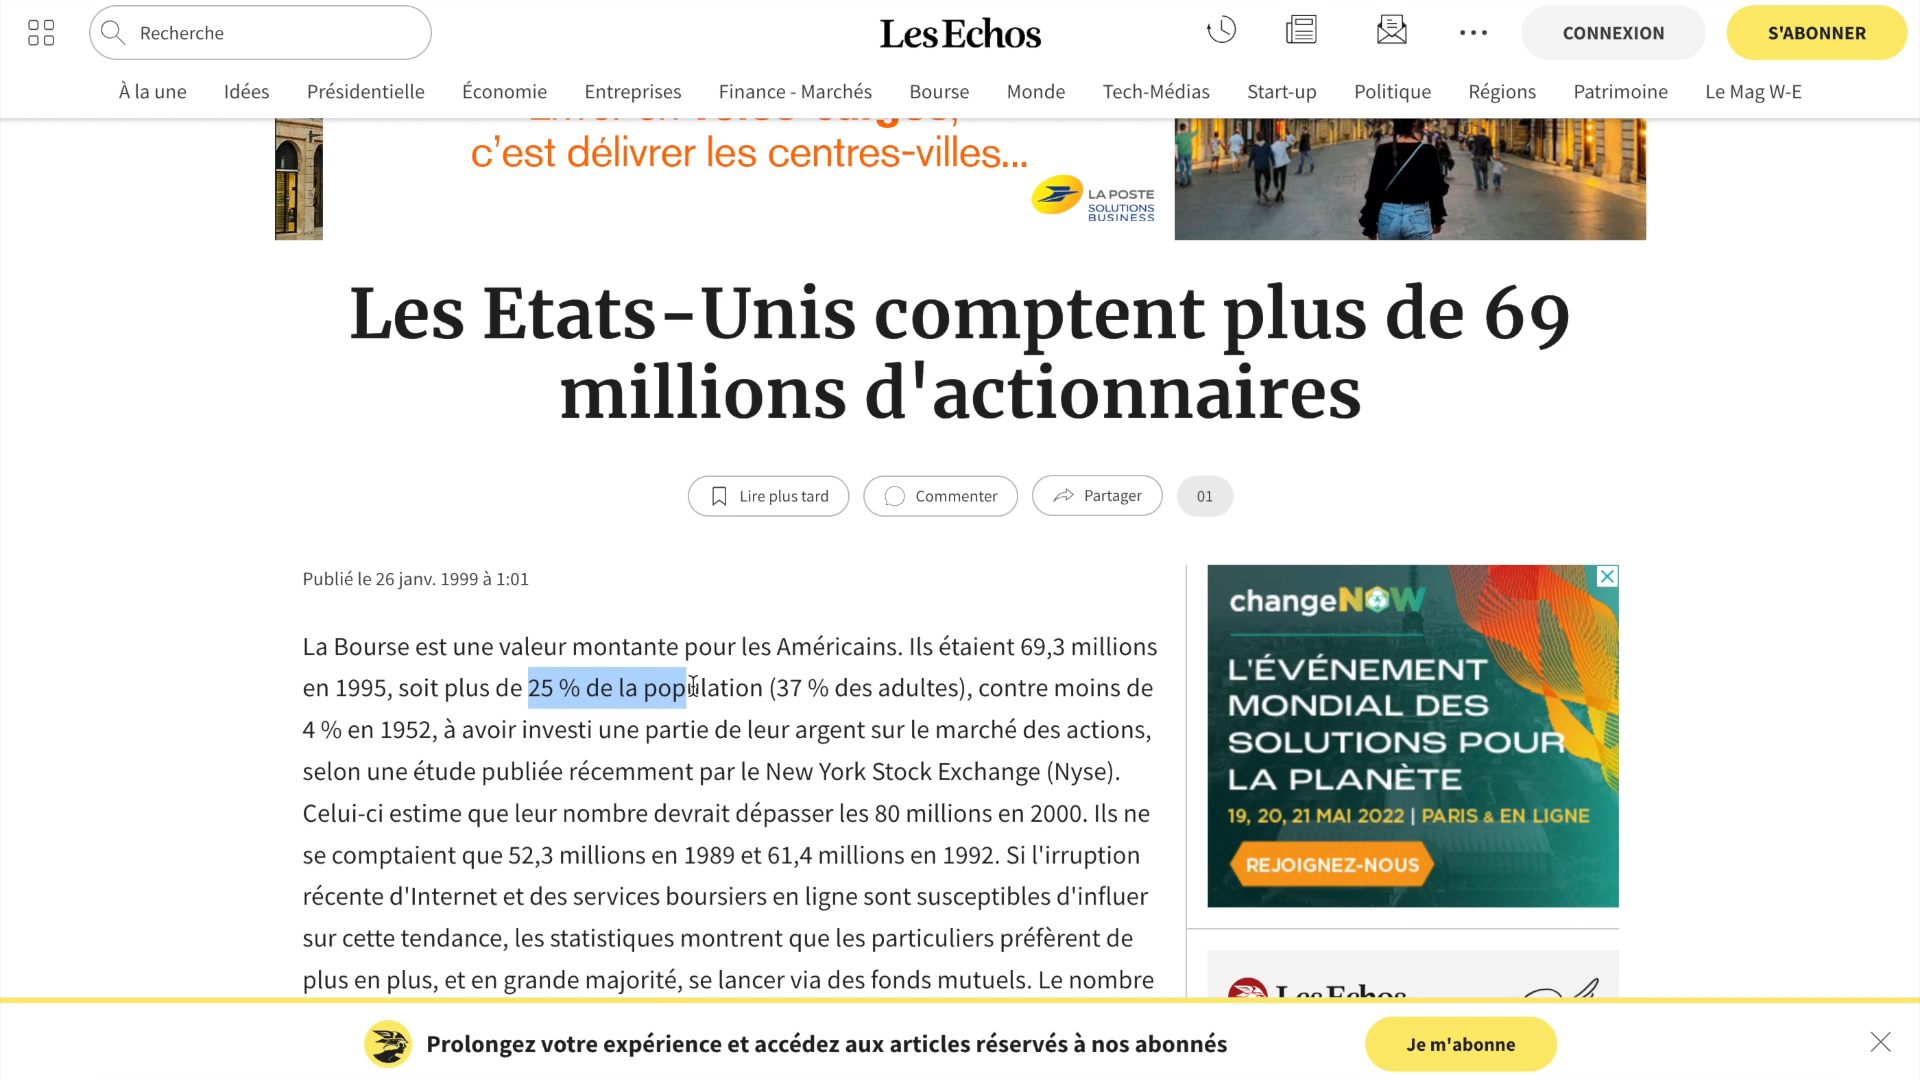 Recherche
Les Echos
CONNEXION
S'ABONNER
À la une
Idées
Présidentielle
Économie
Entreprises
Finance - Marchés
Bourse
Monde
Tech-Médias
Start-up
Politique
Régions
Patrimoine
Le Mag W-E
c'est délivrer les centres-villes...
LA POSTE
SOLUTIONS
BUSINESS
Les Etats-Unis comptent plus de 69
millions d'actionnaires
Lire plus tard
Commenter
Partager
01
Publié le 26 janv. 1999 à 1:01
La Bourse est une valeur montante pour les Américains. Ils étaient 69,3 millions
en 1995, soit plus de 25 % de la population (37 % des adultes), contre moins de
4 % en 1952, à avoir investi une partie de leur argent sur le marché des actions,
selon une étude publiée récemment par le New York Stock Exchange (Nyse).
Celui-ci estime que leur nombre devrait dépasser les 80 millions en 2000. Ils ne
se comptaient que 52,3 millions en 1989 et 61,4 millions en 1992. Si l'irruption
récente d'Internet et des services boursiers en ligne sont susceptibles d'influer
sur cette tendance, les statistiques montrent que les particuliers préfèrent de
plus en plus, et en grande majorité, se lancer via des fonds mutuels. Le nombre
changeNOW
L'ÉVÉNEMENT
MONDIAL DES
SOLUTIONS POUR
LA PLANÈTE
19, 20, 21 MAI 2022 | PARIS & EN LIGNE
REJOIGNEZ-NOUS
Les Echos
Prolongez votre expérience et accédez aux articles réservés à nos abonnés
Je m'abonne